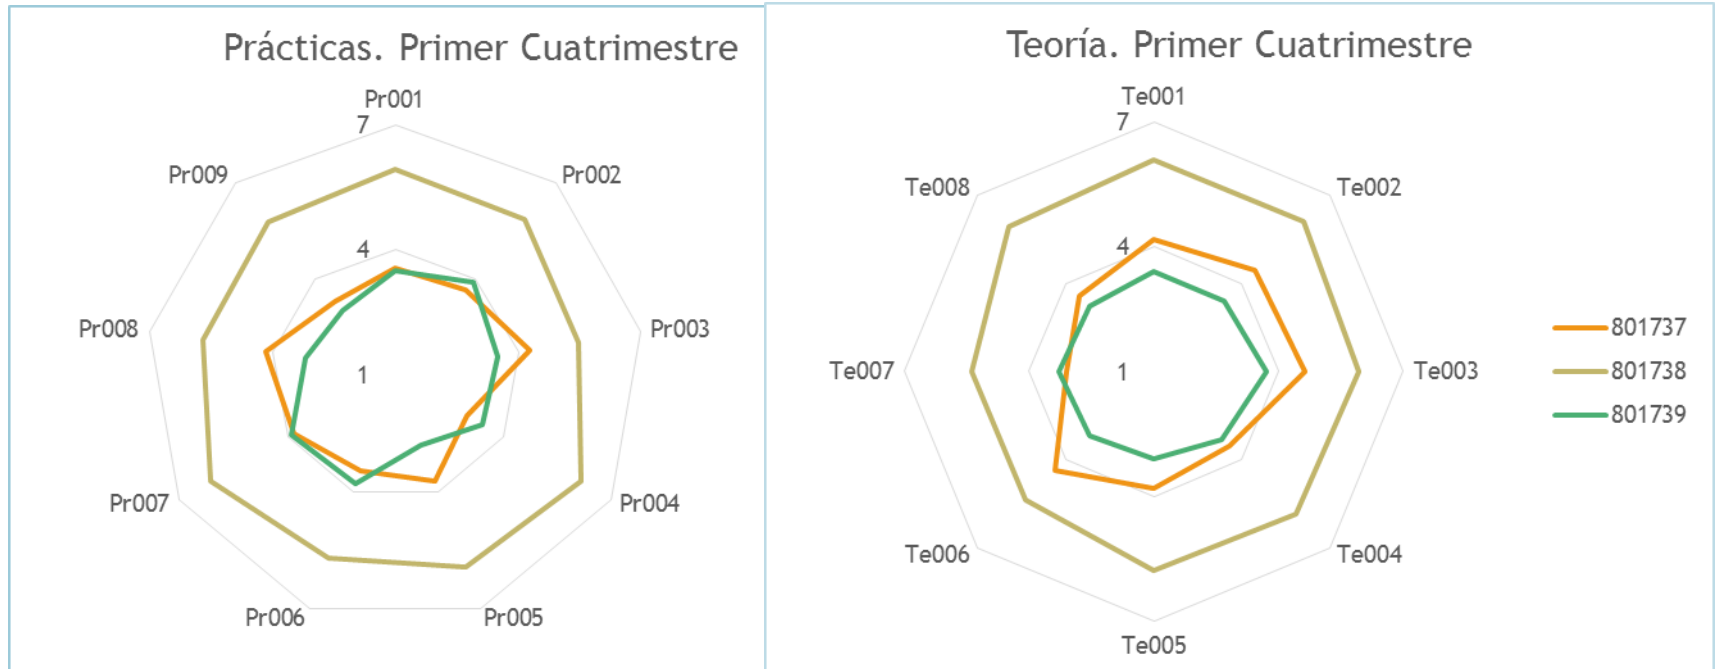 Prácticas. Primer Cuatrimestre
Pr001
7
Pr009
Pr002
4
Pr008
Pr003
1
Pr007
Pr004
Pr006
Pr005
Teoría. Primer Cuatrimestre
Te001
7
Te008
Te002
4
Te007
1
Te003
Te006
Te004
Te005
801737
801738
801739